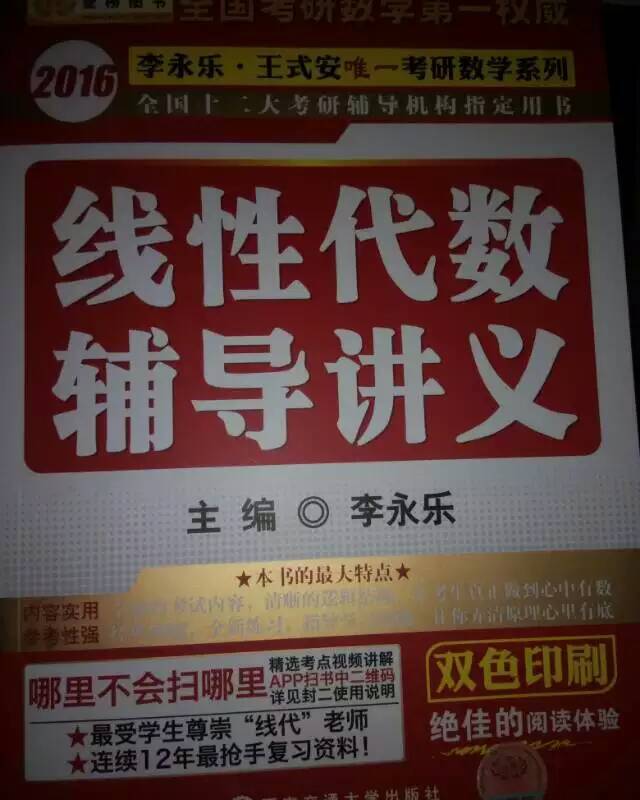 金榜图书
全国考研数学第一权威
2016
李永乐·王式安唯一考研数学系列
全国十二大考研辅导机构指定用书
线性代数
辅导讲义
主编◎李永乐
★本书的最大特点★
内容实用
参考性强
考试内容,清晰的逻辑
考生真正做到心中有数
全新练习
让你弄清原理心里有底
哪里不会扫哪里
精选考点视频讲解
APP扫书中二维码
详见封二使用说明
★最受学生尊崇“线代”老师
★连续12年最抢手复习资料!
双色印刷
绝佳的阅读体验
西安交通大学出版社